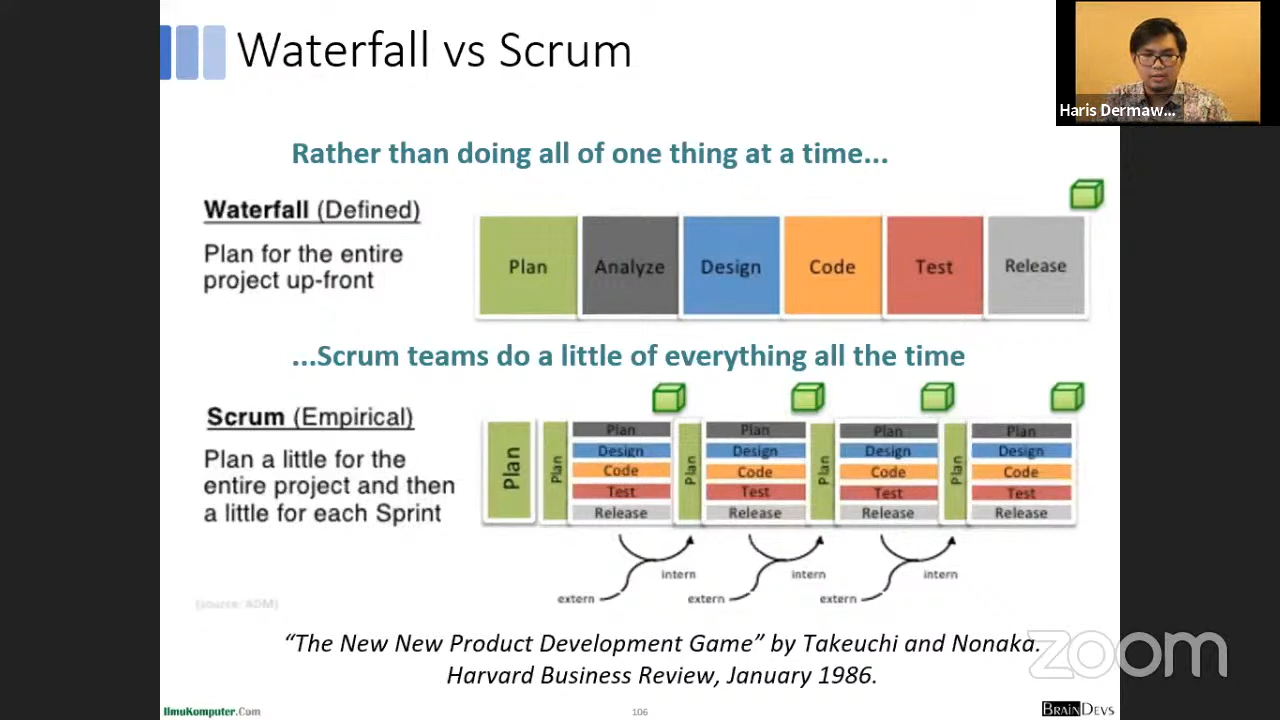 Waterfall vs Scrum
Haris Dermaw...
Rather than doing all of one thing at a time...
Waterfall (Defined)
Plan for the entire
project up-front
Plan
Analyze
Design
Code
Test
Release
...Scrum teams do a little of everything all the time
Scrum (Empirical)
Plan a little for the
entire project and then
a little for each Sprint
Plan
Plan
Plan
Design
Code
Test
Release
Plan
Plan
Design
Code
Test
Release
Plan
Plan
Design
Code
Test
Release
Plan
Plan
Design
Code
Test
Release
extern
intern
extern
intern
extern
intern
(source: ADM)
“The New New Product Development Game” by Takeuchi and Nonaka.
Harvard Business Review, January 1986.
zoom
IlmuKomputer.Com
106
BRAINDEVS